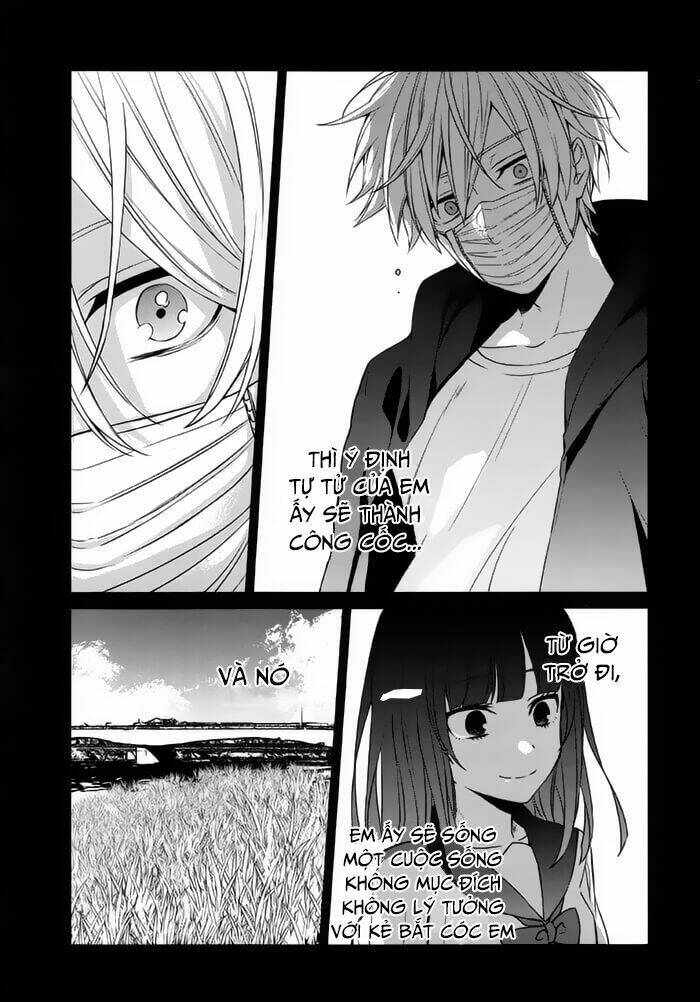 THÌ Ý ĐỊNH
TỰ TỬ CỦA EM
ẤY SẼ THÀNH
CÔNG CỐC...
TỪ GIỜ
TRỞ ĐI,
EM ẤY SẼ SỐNG
MỘT CUỘC SỐNG
KHÔNG MỤC ĐÍCH
KHÔNG LÝ TƯỞNG
VỚI KẺ BẮT CÓC EM
VÀ NÓ